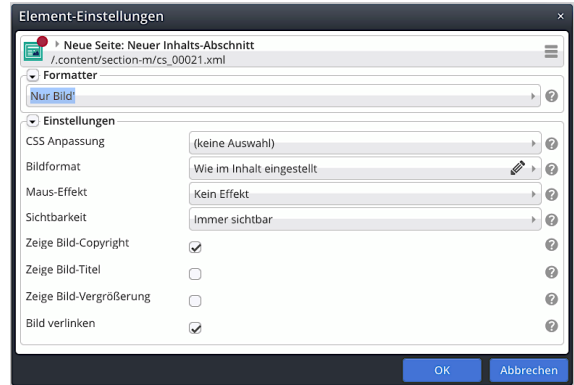 Element-Einstellungen
Neue Seite: Neuer Inhalts-Abschnitt
/.content/section-m/cs_00021.xml
Formatter
Nur Bild'
Einstellungen
CSS Anpassung (keine Auswahl)
Bildformat Wie im Inhalt eingestellt
Maus-Effekt Kein Effekt
Sichtbarkeit Immer sichtbar
Zeige Bild-Copyright
Zeige Bild-Titel
Zeige Bild-Vergrößerung
Bild verlinken
OK Abbrechen